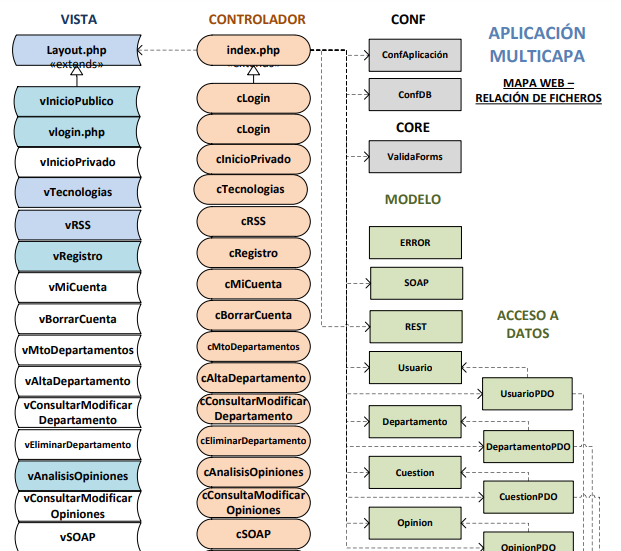 VISTA
Layout.php
«extends»
vInicioPublico
vlogin.php
vInicioPrivado
vTecnologias
vRSS
vRegistro
vMiCuenta
vBorrarCuenta
vMtoDepartamentos
vAltaDepartamento
vConsultarModificar
Departamento
vEliminarDepartamento
vAnalisisOpiniones
vConsultarModificar
Opiniones
vSOAP
CONTROLADOR
index.php
«extends»
cLogin
cLogin
cInicioPrivado
cTecnologias
cRSS
cRegistro
cMiCuenta
cBorrarCuenta
cMtoDepartamentos
cAltaDepartamento
cConsultarModificar
Departamento
cEliminarDepartamento
cAnalisisOpiniones
cConsultaModificar
Opiniones
cSOAP
CONF
ConfAplicación
ConfDB
CORE
ValidaForms
MODELO
ERROR
SOAP
REST
Usuario
Departamento
Cuestion
Opinion
APLICACIÓN
MULTICAPA
MAPA WEB –
RELACIÓN DE FICHEROS
ACCESO A
DATOS
UsuarioPDO
DepartamentoPDO
CuestionPDO
OpinionPDO